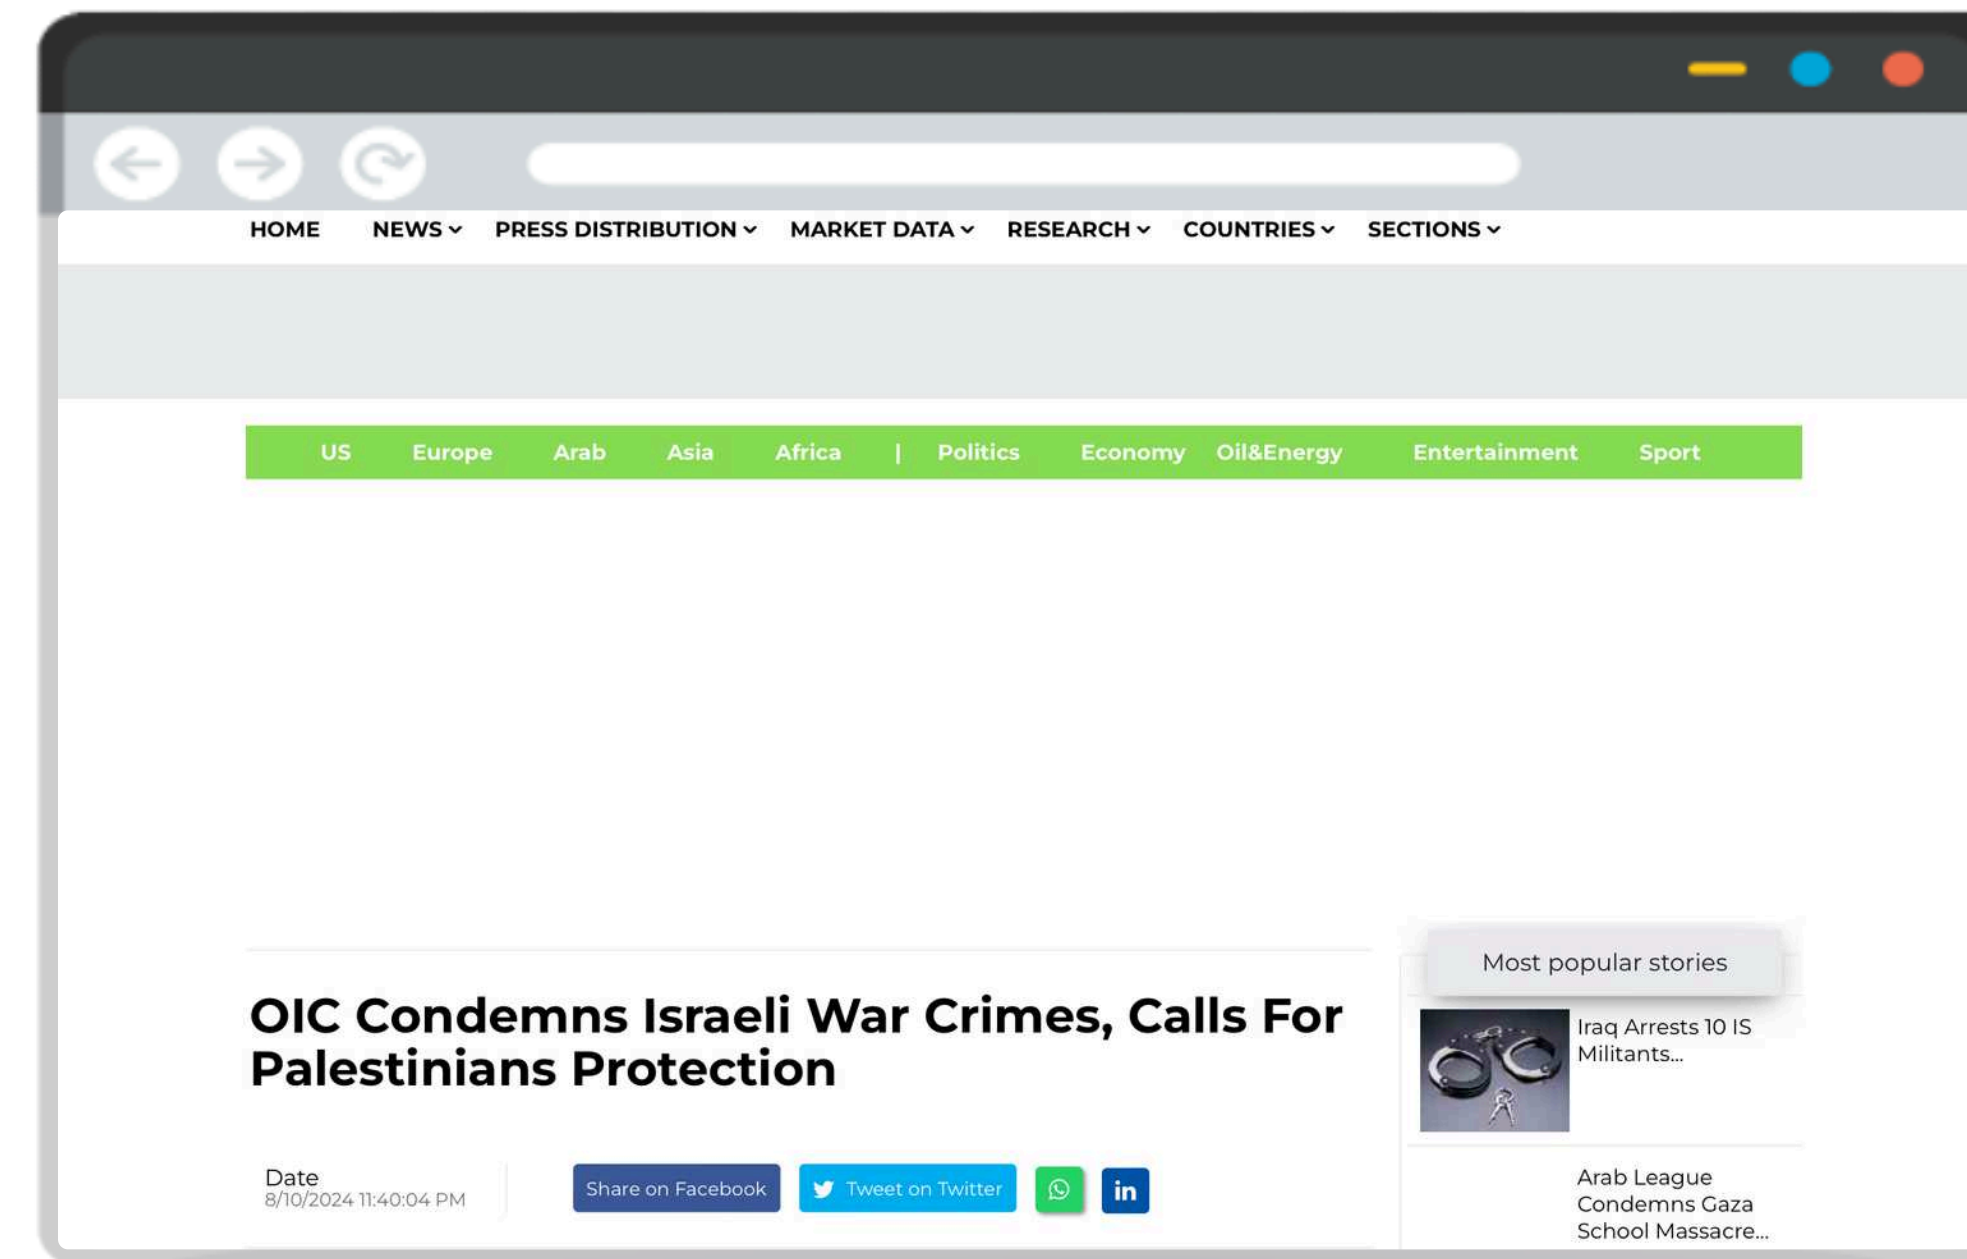 HOME NEWS PRESS DISTRIBUTION MARKET DATA RESEARCH COUNTRIES SECTIONS
US Europe Arab Asia Africa | Politics Economy Oil&Energy Entertainment Sport
OIC Condemns Israeli War Crimes, Calls For
Palestinians Protection
Date
8/10/2024 11:40:04 PM
Share on Facebook
Tweet on Twitter
in
Most popular stories
Iraq Arrests 10 IS
Militants...
Arab League
Condemns Gaza
School Massacre...